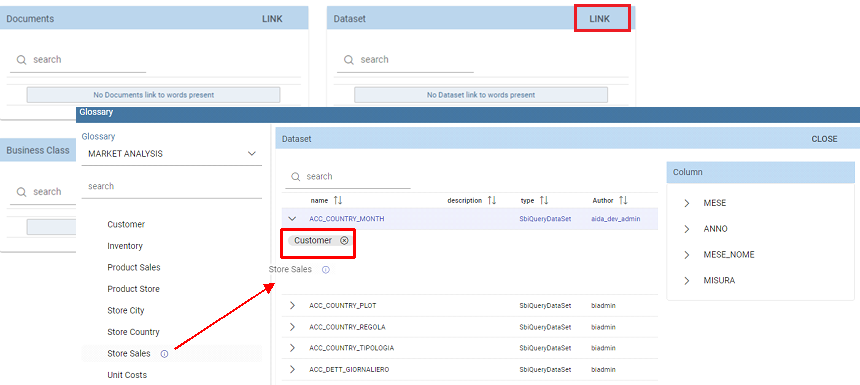 Documents
LINK
search
No Documents link to words present
Dataset
LINK
search
No Dataset link to words present
Business Class
search
Glossary
Glossary
MARKET ANALYSIS
search
Customer
Inventory
Product Sales
Product Store
Store City
Store Country
Store Sales
Unit Costs
Dataset
CLOSE
search
name description type Author
ACC_COUNTRY_MONTH SbiQueryDataSet aida_dev_admin
Customer
Store Sales
ACC_COUNTRY_PLOT SbiQueryDataSet biadmin
ACC_COUNTRY_REGOLA SbiQueryDataSet biadmin
ACC_COUNTRY_TIPOLOGIA SbiQueryDataSet biadmin
ACC_DETT_GIORNALIERO SbiQueryDataSet biadmin
Column
MESE
ANNO
MESE_NOME
MISURA